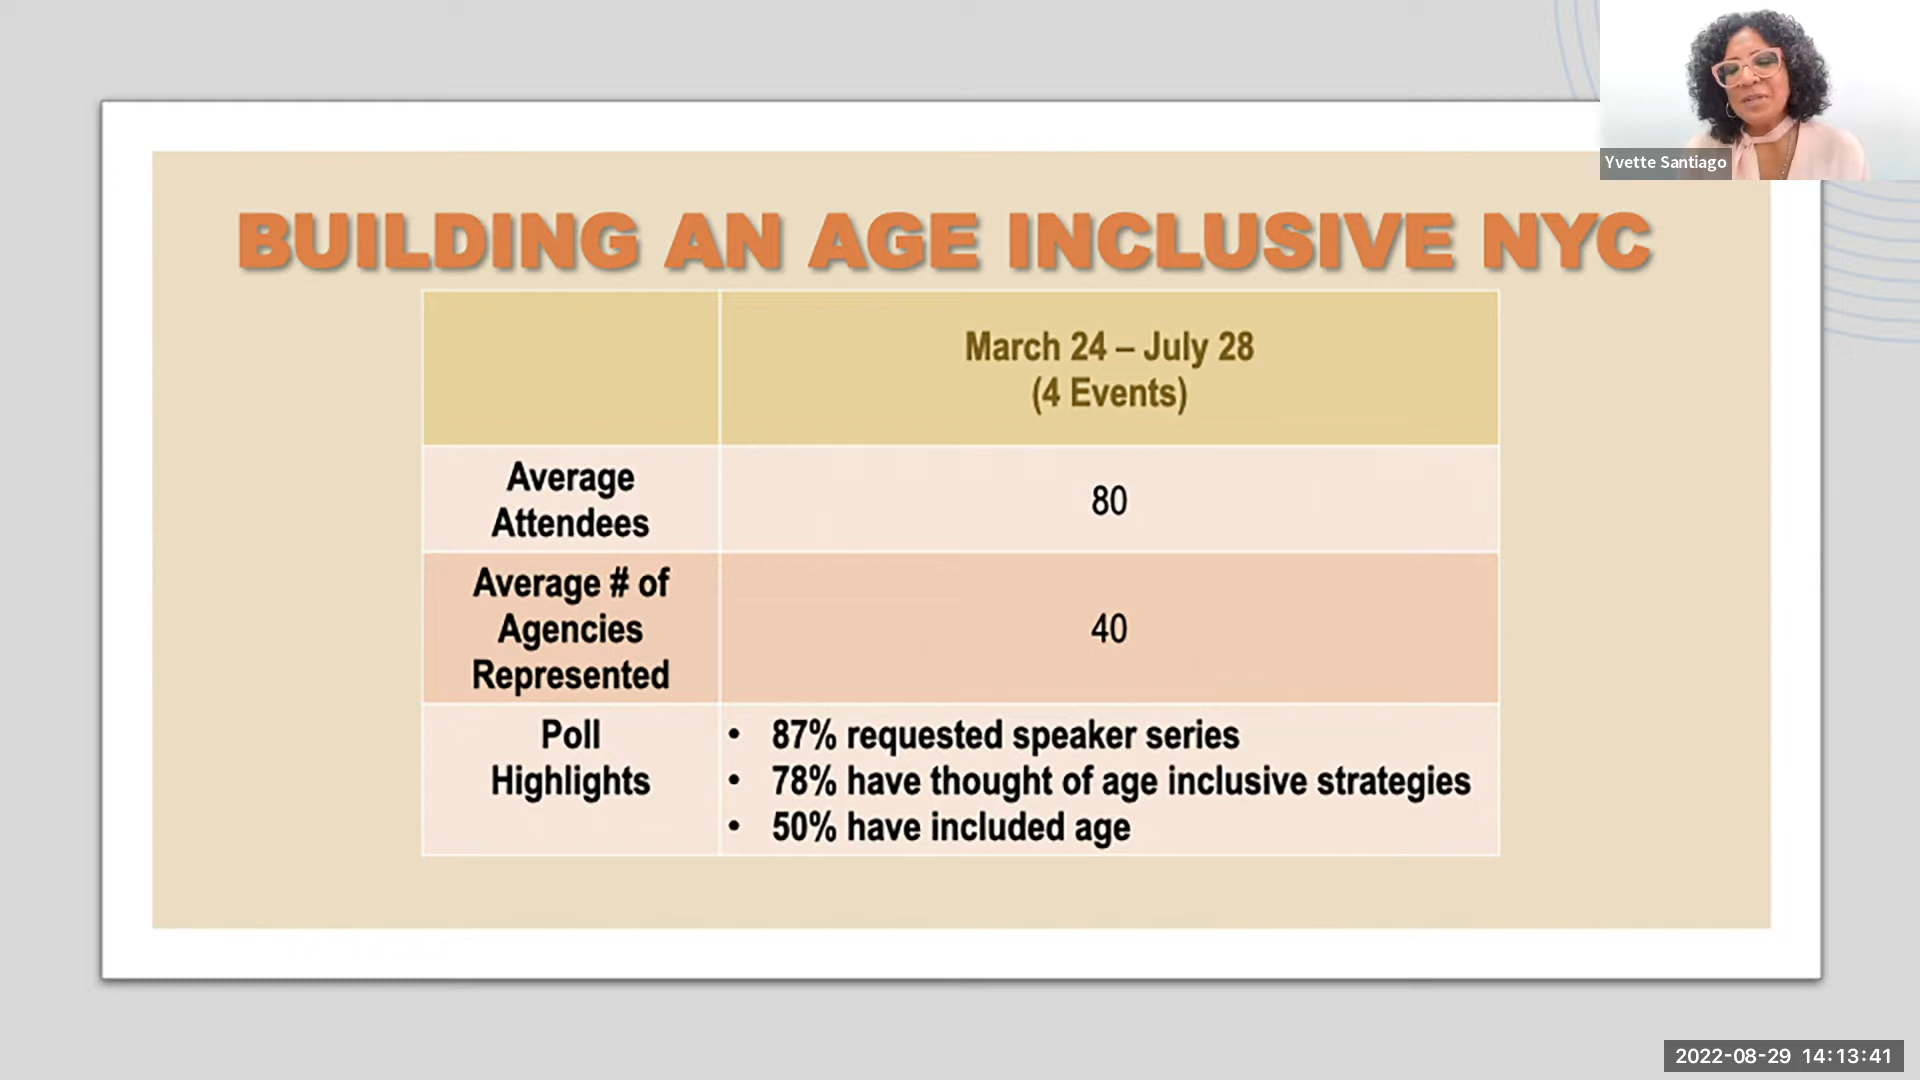 Yvette Santiago
BUILDING AN AGE INCLUSIVE NYC
March 24 – July 28
(4 Events)
Average
Attendees
80
Average # of
Agencies
Represented
40
Poll
Highlights
• 87% requested speaker series
• 78% have thought of age inclusive strategies
• 50% have included age
2022-08-29 14:13:41